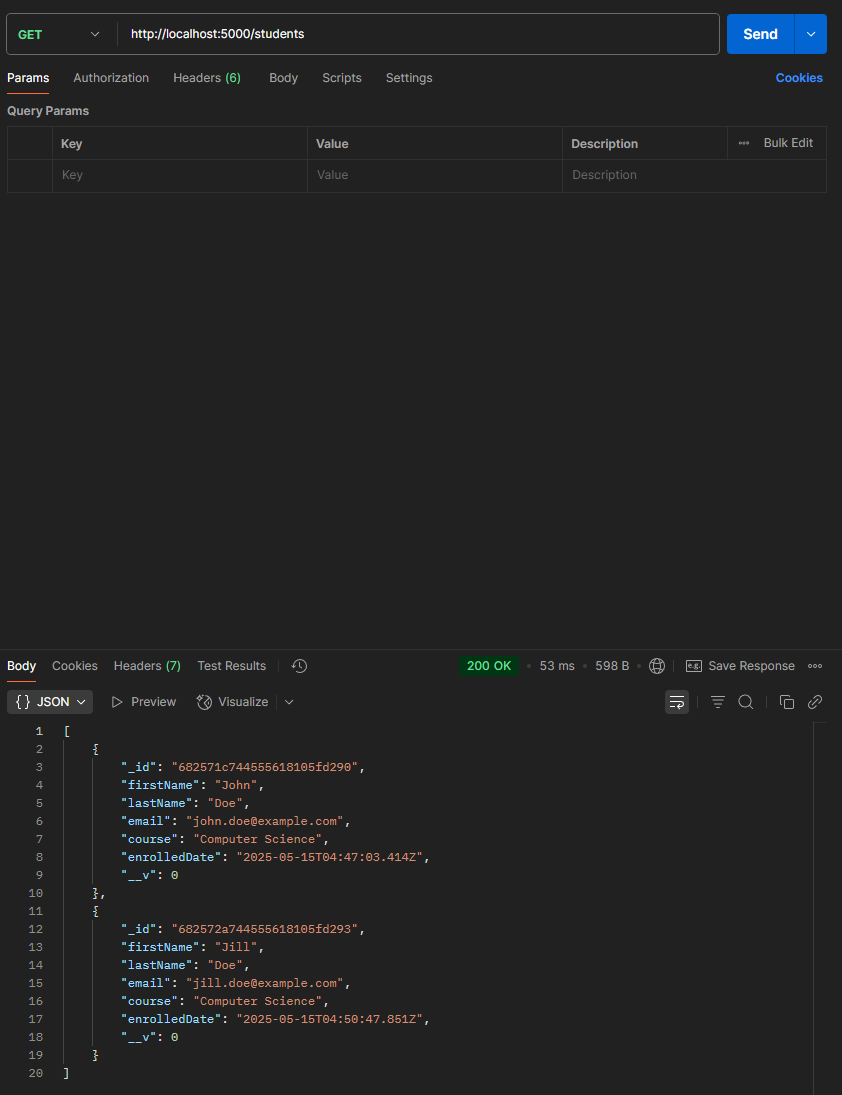 GET http://localhost:5000/students Send
Params Authorization Headers (6) Body Scripts Settings Cookies
Query Params
Key Value Description Bulk Edit
Key Value Description
Body Cookies Headers (7) Test Results 200 OK 53 ms 598 B e.g. Save Response
{} JSON Preview Visualize
1 [
2 {
3 "_id": "682571c744555618105fd290",
4 "firstName": "John",
5 "lastName": "Doe",
6 "email": "john.doe@example.com",
7 "course": "Computer Science",
8 "enrolledDate": "2025-05-15T04:47:03.414Z",
9 "__v": 0
10 },
11 {
12 "_id": "682572a744555618105fd293",
13 "firstName": "Jill",
14 "lastName": "Doe",
15 "email": "jill.doe@example.com",
16 "course": "Computer Science",
17 "enrolledDate": "2025-05-15T04:50:47.851Z",
18 "__v": 0
19 }
20 ]